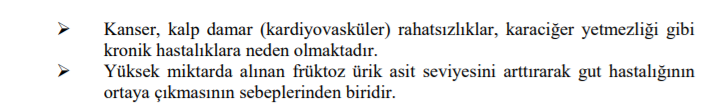 ➢ Kanser, kalp damar (kardiyovasküler) rahatsızlıklar, karaciğer yetmezliği gibi
kronik hastalıklara neden olmaktadır.
➢ Yüksek miktarda alınan früktoz ürik asit seviyesini arttırarak gut hastalığının
ortaya çıkmasının sebeplerinden biridir.